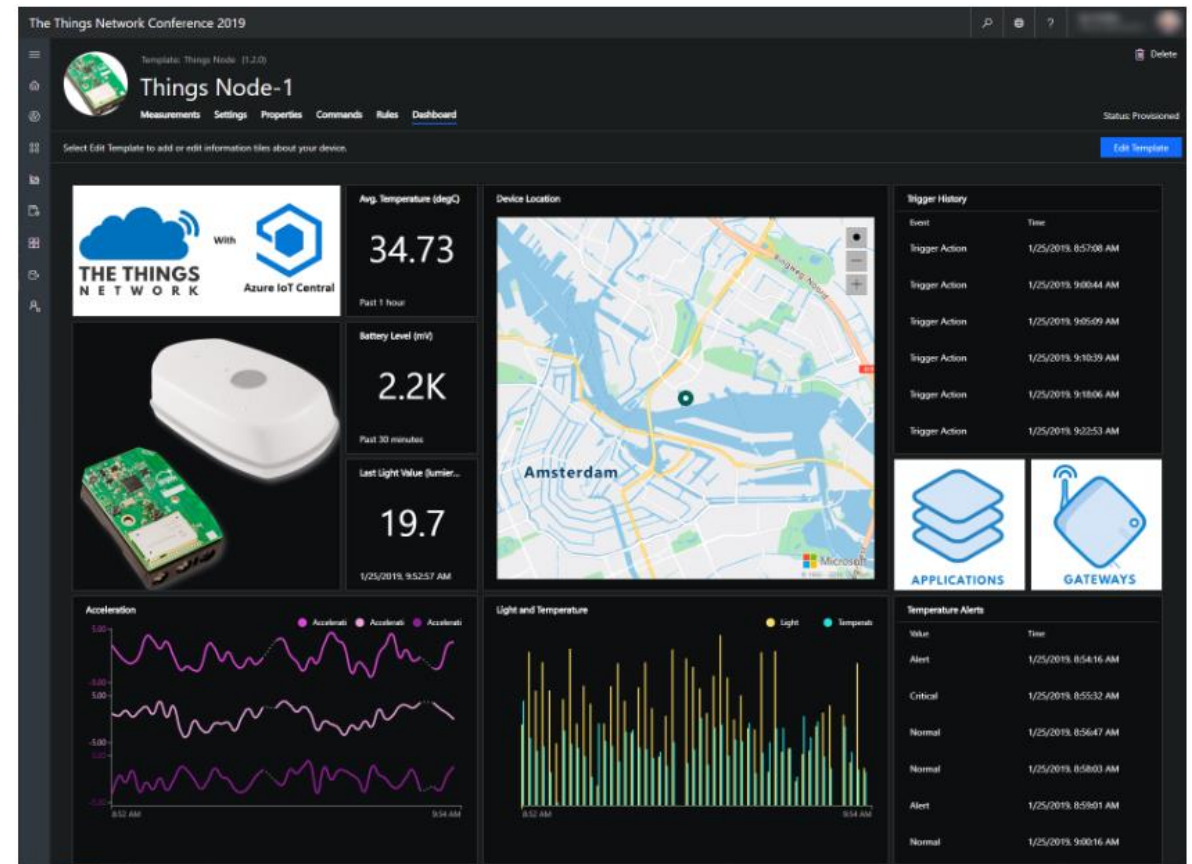 The Things Network Conference 2019
?
Template: Things Node (1.2.0)
Delete
Things Node-1
Measurements Settings Properties Commands Rules Dashboard
Status: Provisioned
Select Edit Template to add or edit information tiles about your device.
Edit Template
THE THINGS
NETWORK
With
Azure IoT Central
Avg. Temperature (degC)
34.73
Past 1 hour
Battery Level (mV)
2.2K
Past 30 minutes
Last Light Value (lumier...
19.7
1/25/2019, 9:52:57 AM
Device Location
Ringweg-Noord
Amsterdam
Microsoft
Trigger History
Event Time
Trigger Action 1/25/2019, 8:57:08 AM
Trigger Action 1/25/2019, 9:00:44 AM
Trigger Action 1/25/2019, 9:05:09 AM
Trigger Action 1/25/2019, 9:10:39 AM
Trigger Action 1/25/2019, 9:18:06 AM
Trigger Action 1/25/2019, 9:22:53 AM
APPLICATIONS
GATEWAYS
Acceleration
Accelerati Accelerati Accelerati
5.00
-5.00
5.00
-5.00
5.00
-5.00
8:52 AM 9:54 AM
Light and Temperature
Light Temperati
8:52 AM 9:54 AM
Temperature Alerts
Value Time
Alert 1/25/2019, 8:54:16 AM
Critical 1/25/2019, 8:55:32 AM
Normal 1/25/2019, 8:56:47 AM
Normal 1/25/2019, 8:58:03 AM
Alert 1/25/2019, 8:59:01 AM
Normal 1/25/2019, 9:00:16 AM